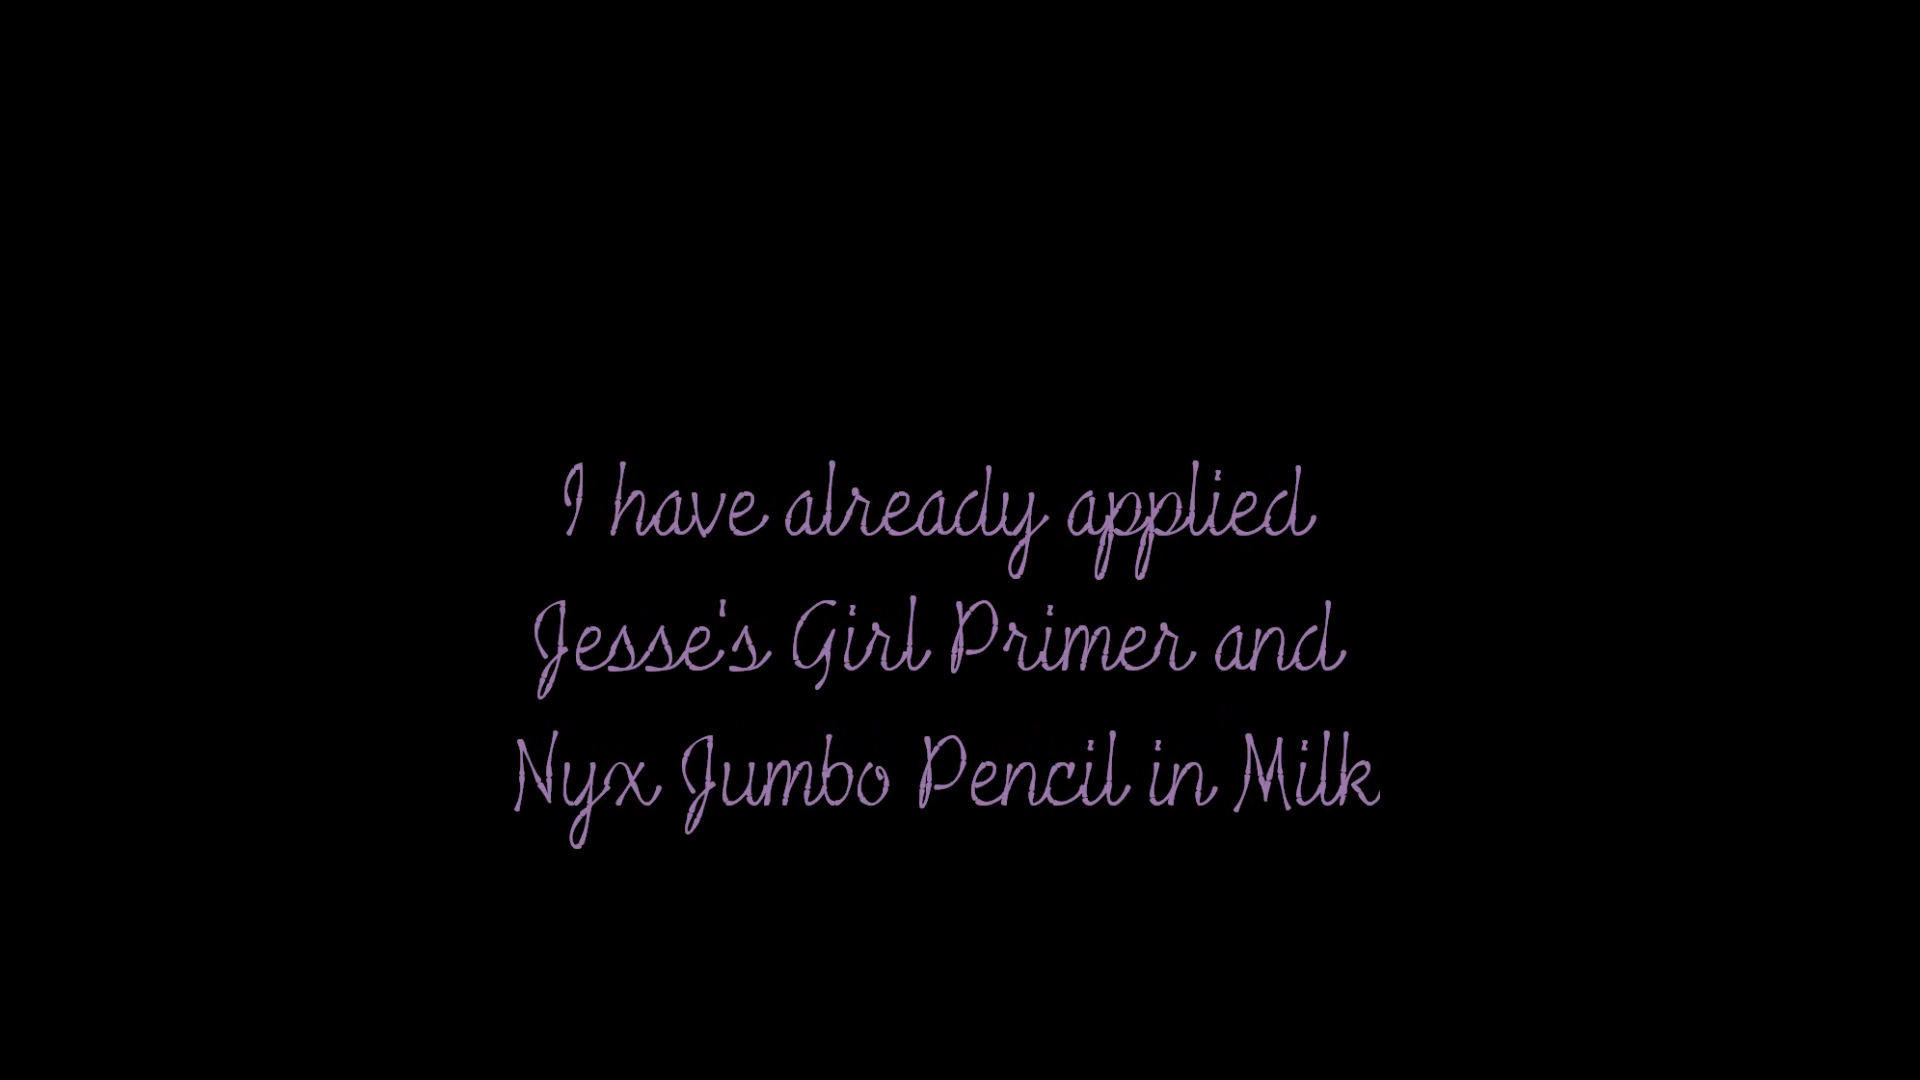 I have already applied
Jesse's Girl Primer and
Nyx Jumbo Pencil in Milk